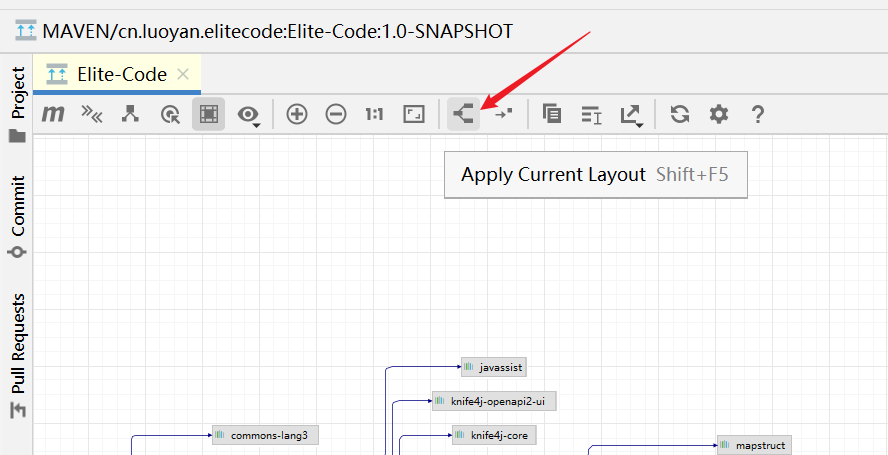 MAVEN/cn.luoyan.elitecode:Elite-Code:1.0-SNAPSHOT
Elite-Code
Project
Commit
Pull Requests
m
1:1
?
Apply Current Layout Shift+F5
javassist
knife4j-openapi2-ui
commons-lang3
knife4j-core
mapstruct